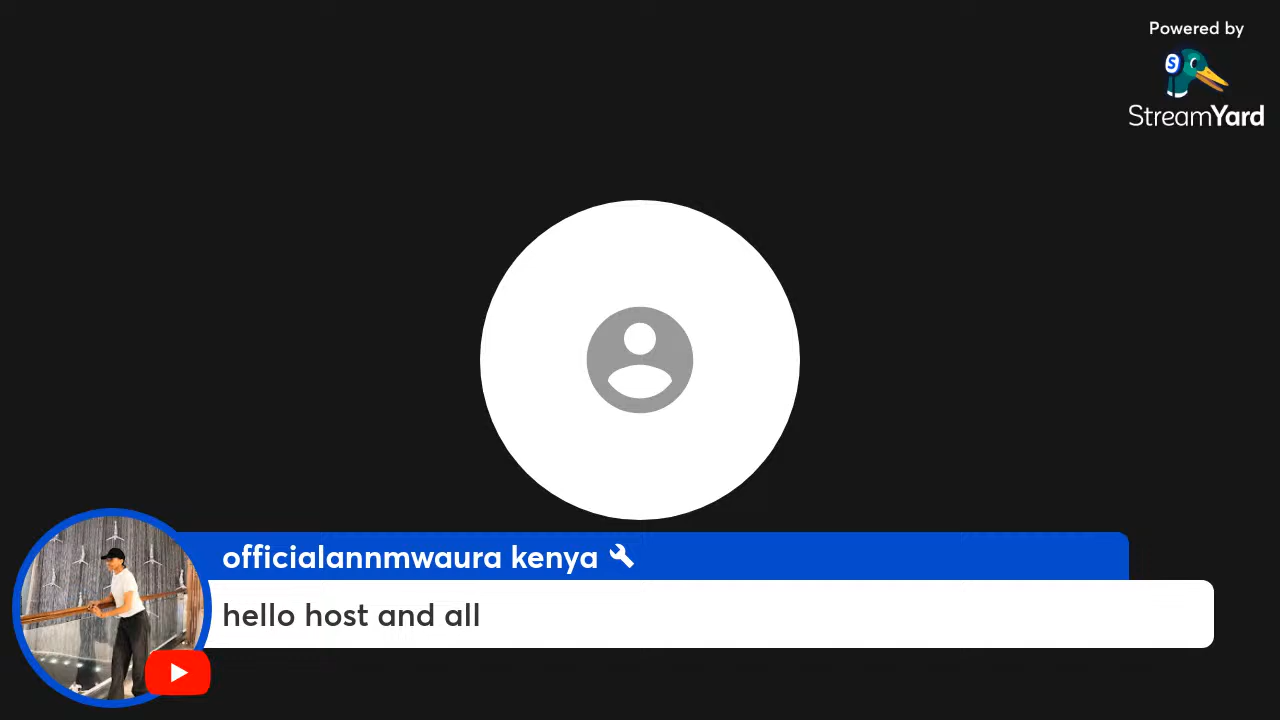 Powered by
S
StreamYard
officialannmwaura kenya
hello host and all